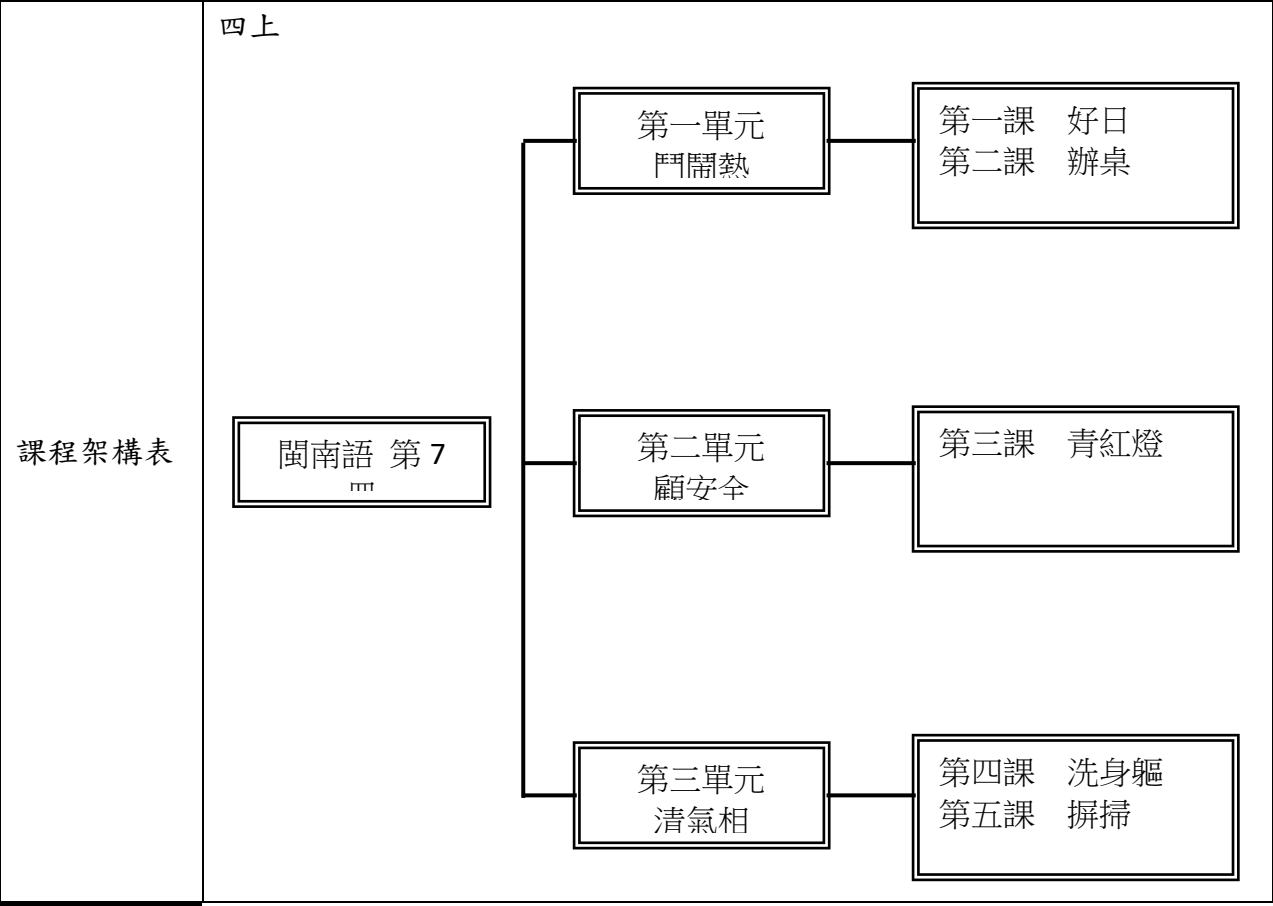 四上
課程架構表
閩南語 第 7
第一單元
鬥鬧熱
第一課 好日
第二課 辦桌
第二單元
顧安全
第三課 青紅燈
第三單元
清氣相
第四課 洗身軀
第五課 摒掃